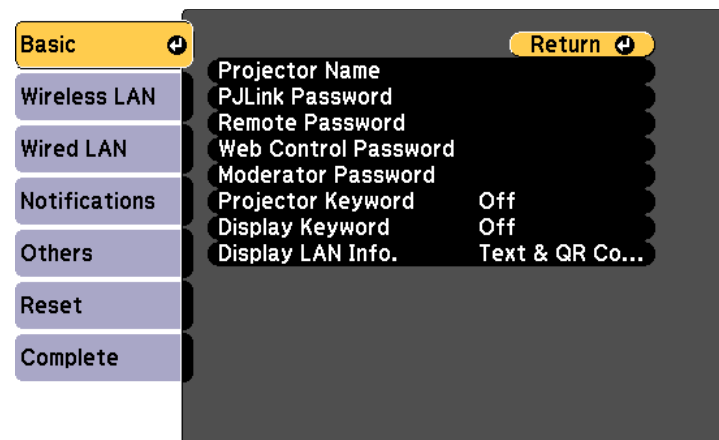 Basic
Wireless LAN
Wired LAN
Notifications
Others
Reset
Complete
Return
Projector Name
PJLink Password
Remote Password
Web Control Password
Moderator Password
Projector Keyword Off
Display Keyword Off
Display LAN Info. Text & QR Co...